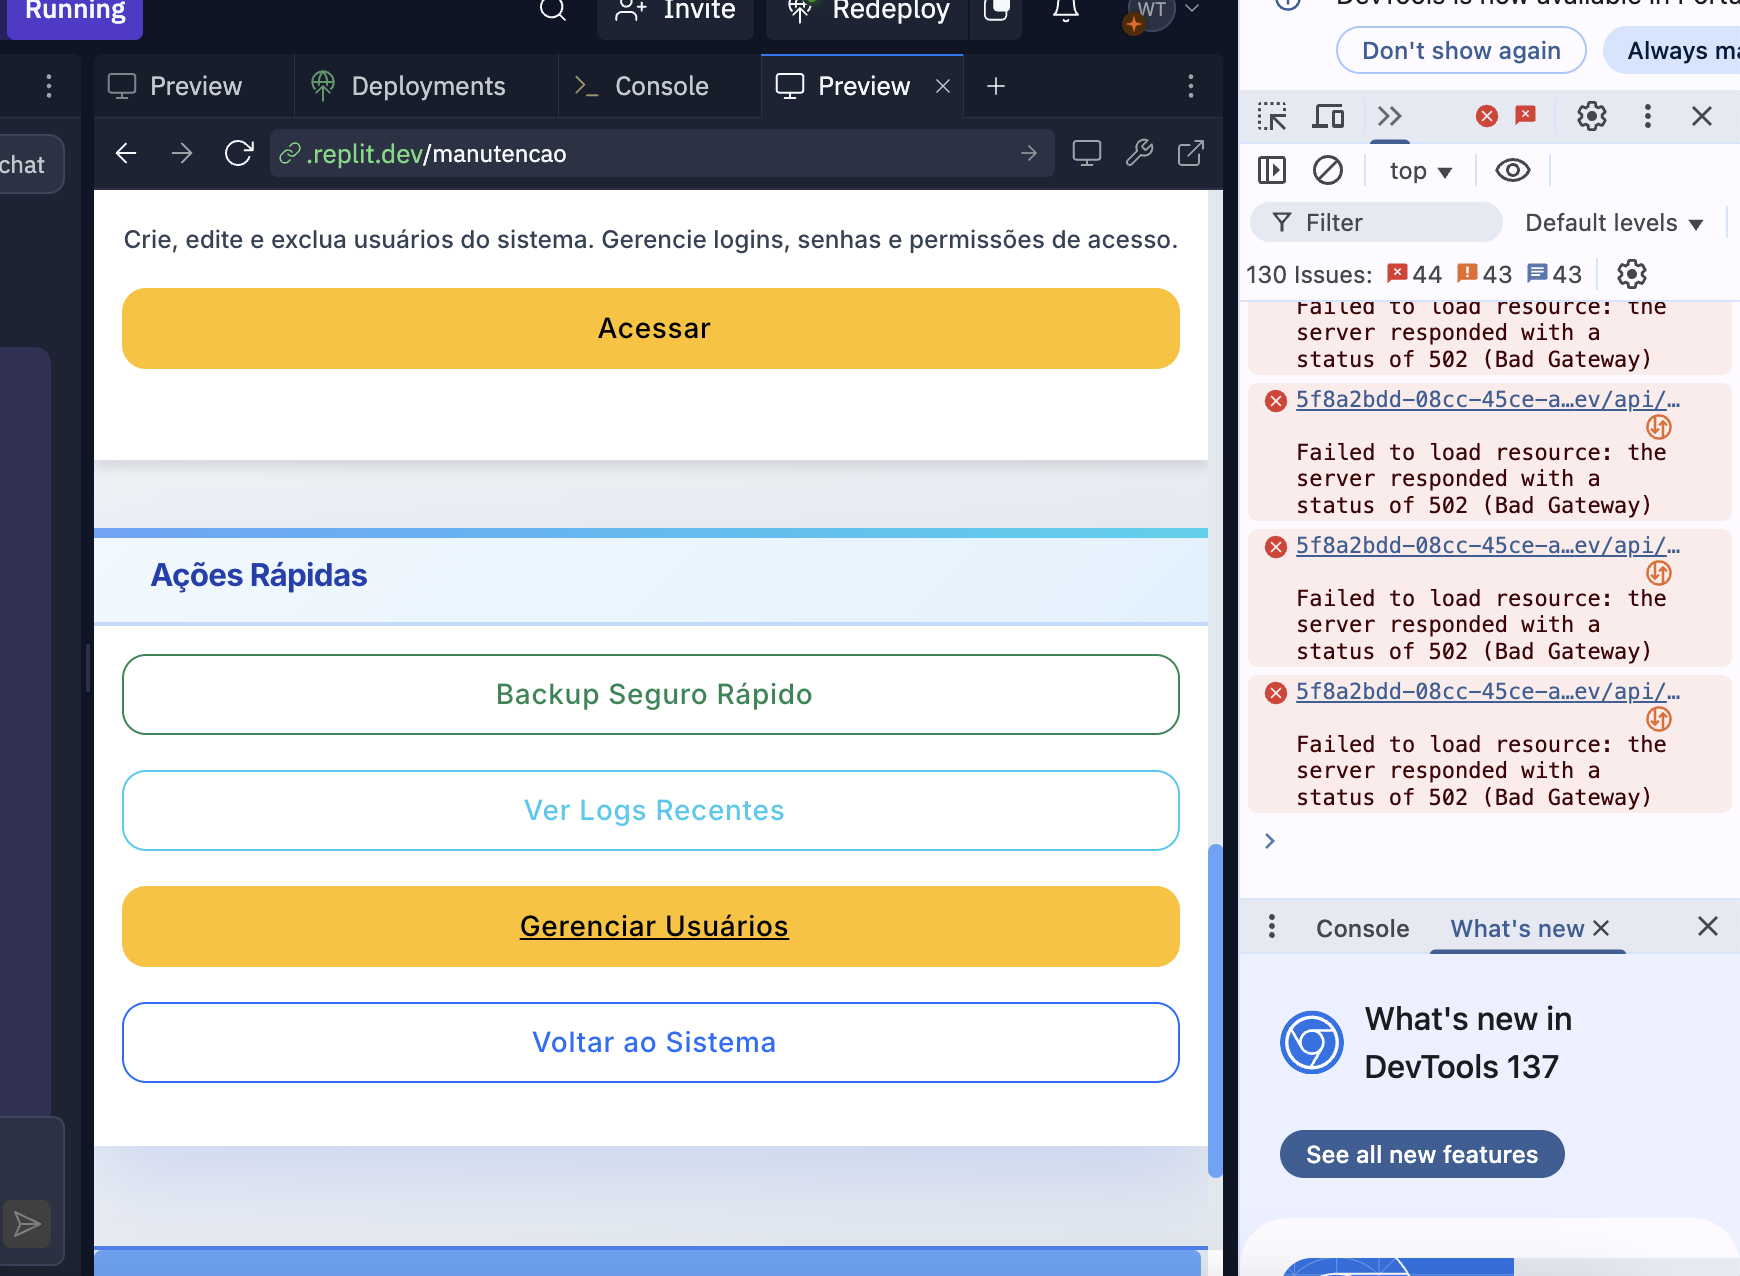 Running
Invite
Redeploy
WT
Preview
Deployments
Console
Preview
chat
.replit.dev/manutencao
Crie, edite e exclua usuários do sistema. Gerencie logins, senhas e permissões de acesso.
Acessar
Ações Rápidas
Backup Seguro Rápido
Ver Logs Recentes
Gerenciar Usuários
Voltar ao Sistema
DevTools is now available in
Don't show again
Always
top
Filter
Default levels
130 Issues: 44 43 43
Failed to load resource: the
server responded with a
status of 502 (Bad Gateway)
5f8a2bdd-08cc-45ce-a…ev/api/…
Failed to load resource: the
server responded with a
status of 502 (Bad Gateway)
5f8a2bdd-08cc-45ce-a…ev/api/…
Failed to load resource: the
server responded with a
status of 502 (Bad Gateway)
5f8a2bdd-08cc-45ce-a…ev/api/…
Failed to load resource: the
server responded with a
status of 502 (Bad Gateway)
Console
What's new
What's new in
DevTools 137
See all new features